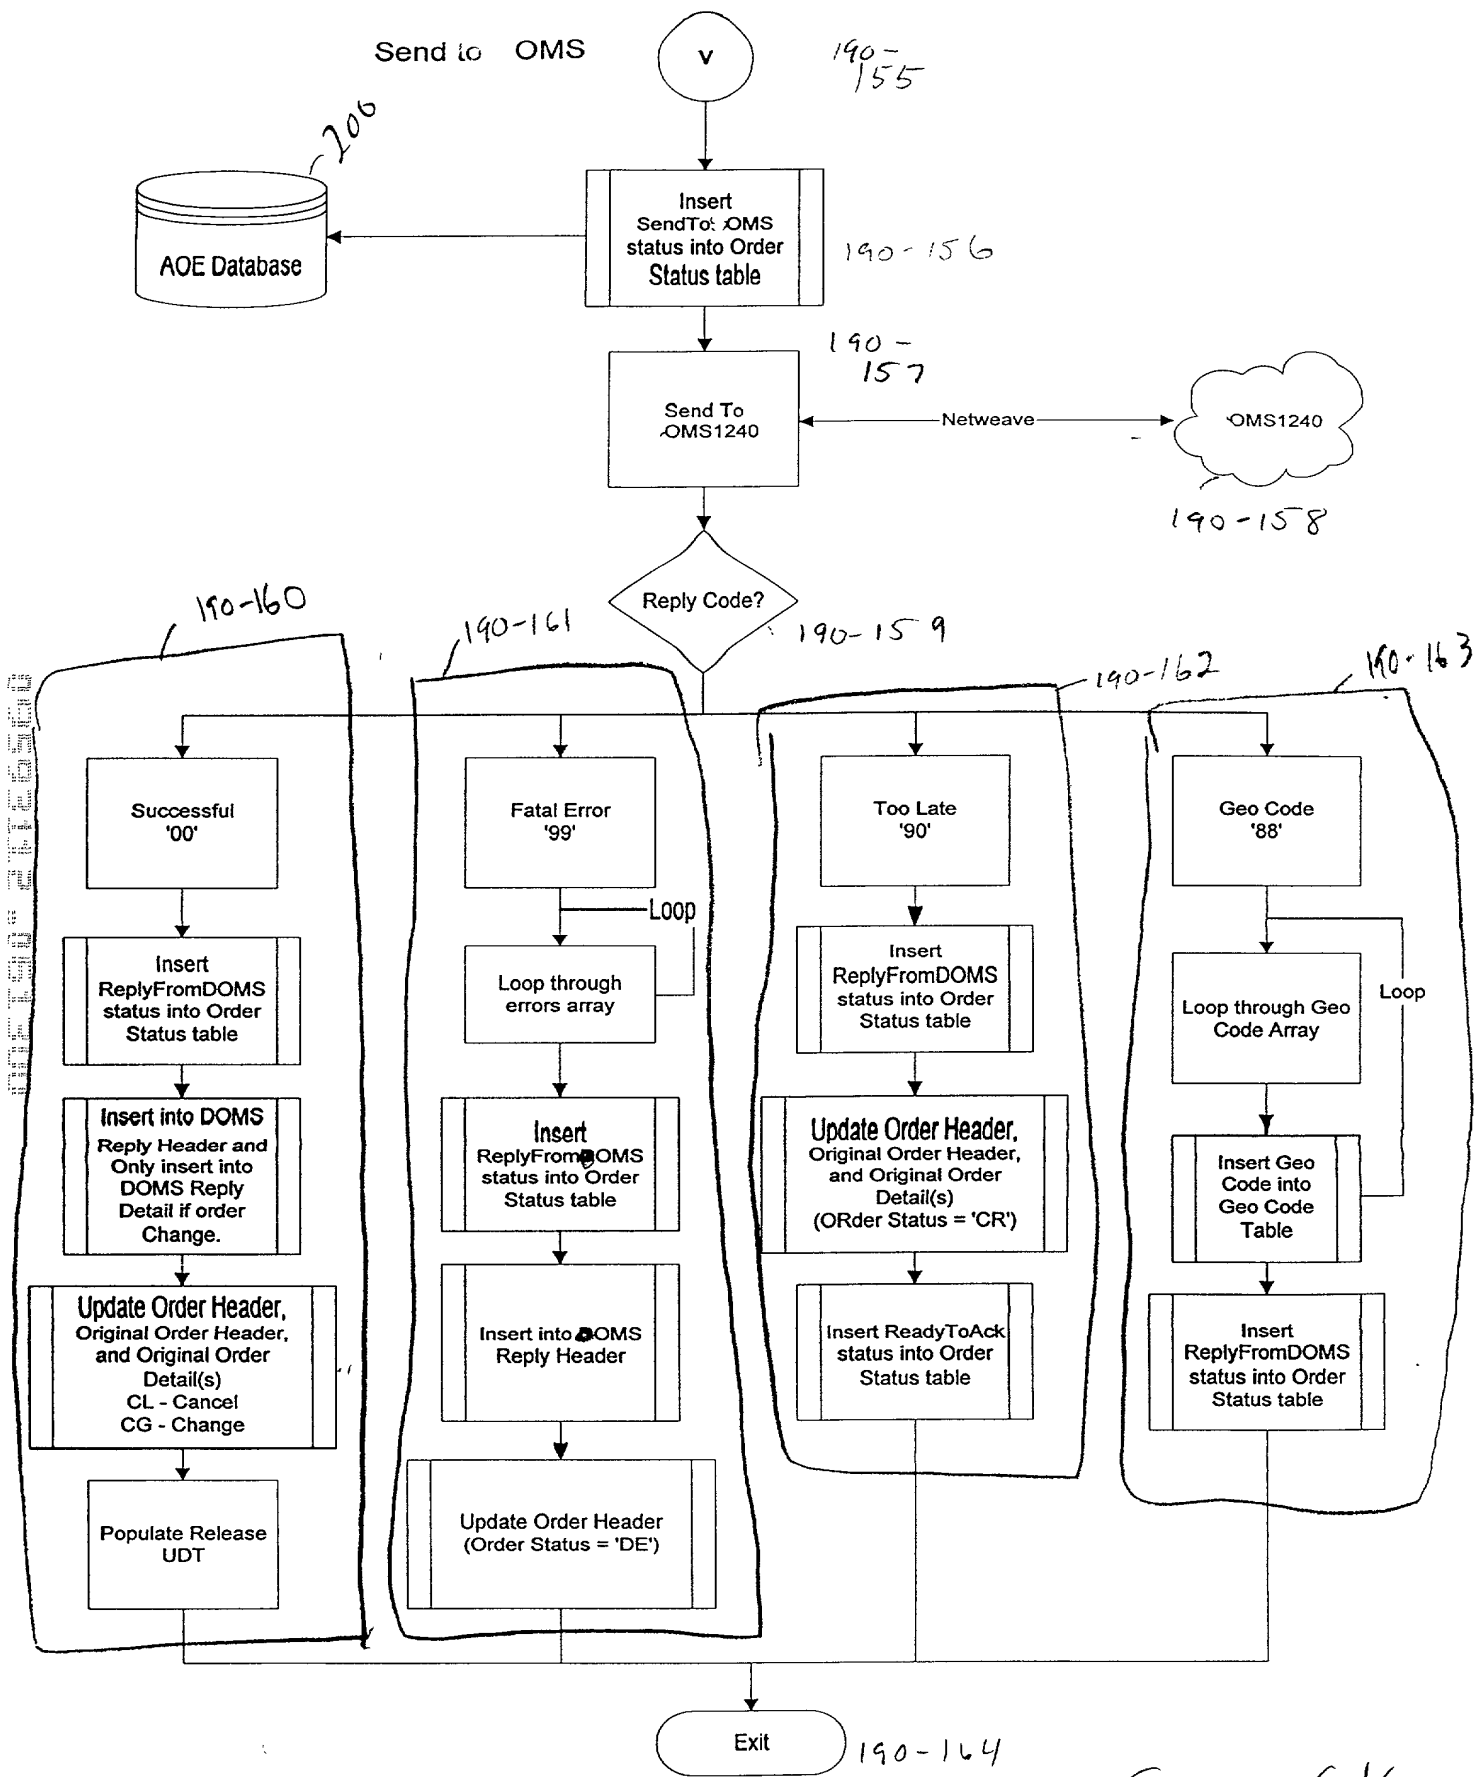 Send to OMS
V
190-
155
200
AOE Database
Insert
SendTo OMS
status into Order
Status table
190-156
190-
157
Send To
OMS1240
Netweave
OMS1240
190-158
Reply Code?
190-159
190-160
190-161
190-162
190-163
Successful
'00'
Insert
ReplyFromDOMS
status into Order
Status table
Insert into DOMS
Reply Header and
Only insert into
DOMS Reply
Detail if order
Change.
Update Order Header,
Original Order Header,
and Original Order
Detail(s)
CL - Cancel
CG - Change
Populate Release
UDT
Fatal Error
'99'
Loop
Loop through
errors array
Insert
ReplyFromDOMS
status into Order
Status table
Insert into DOMS
Reply Header
Update Order Header
(Order Status = 'DE')
Too Late
'90'
Insert
ReplyFromDOMS
status into Order
Status table
Update Order Header,
Original Order Header,
and Original Order
Detail(s)
(ORder Status = 'CR')
Insert ReadyToAck
status into Order
Status table
Geo Code
'88'
Loop
Loop through Geo
Code Array
Insert Geo
Code into
Geo Code
Table
Insert
ReplyFromDOMS
status into Order
Status table
Exit
190-164